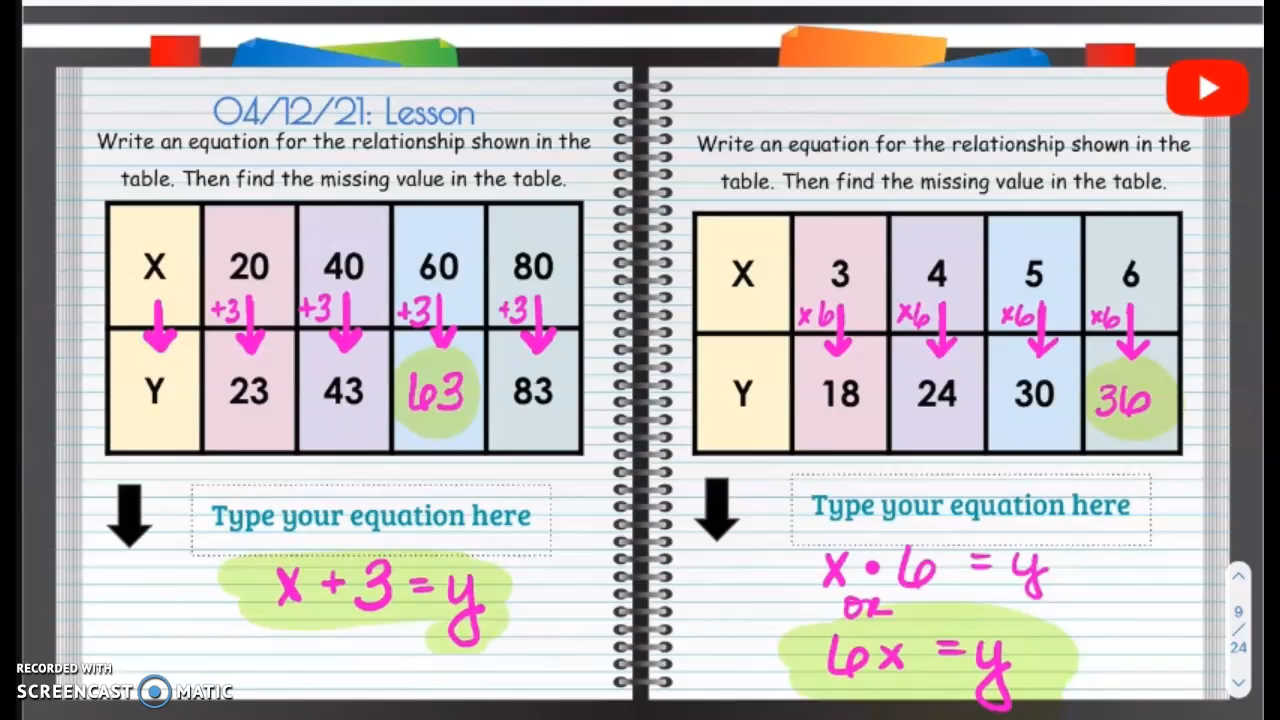 04/12/21: Lesson
Write an equation for the relationship shown in the
table. Then find the missing value in the table.
X 20 40 60 80
+3 +3 +3 +3
Y 23 43 63 83
Type your equation here
x + 3 = y
Write an equation for the relationship shown in the
table. Then find the missing value in the table.
X 3 4 5 6
x6 x6 x6 x6
Y 18 24 30 36
Type your equation here
x • 6 = y
or
6x = y
9
/
24
RECORDED WITH
SCREENCAST MATIC